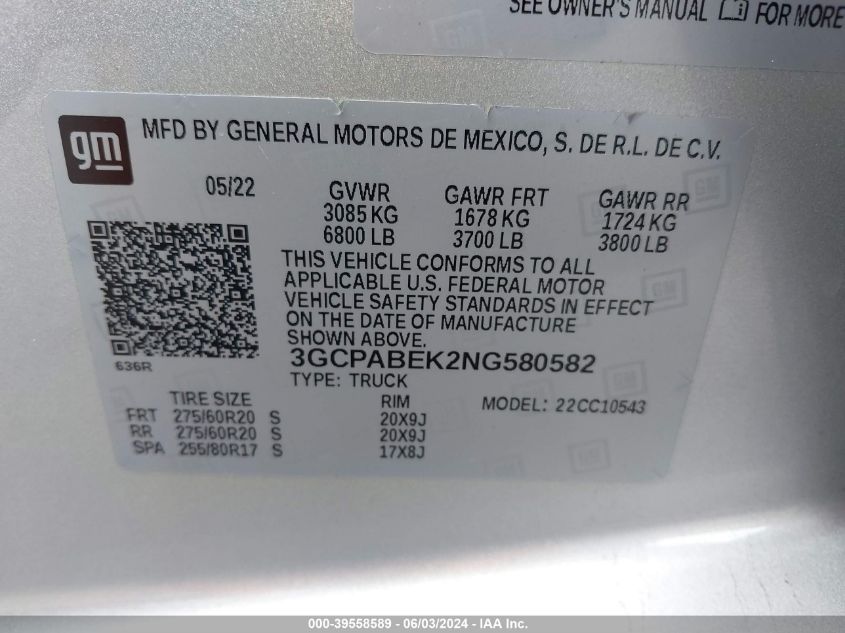 SEE OWNER'S MANUAL FOR MORE
gm
MFD BY GENERAL MOTORS DE MEXICO, S. DE R.L. DE C.V.
05/22 GVWR GAWR FRT GAWR RR
3085 KG 1678 KG 1724 KG
6800 LB 3700 LB 3800 LB
THIS VEHICLE CONFORMS TO ALL
APPLICABLE U.S. FEDERAL MOTOR
VEHICLE SAFETY STANDARDS IN EFFECT
ON THE DATE OF MANUFACTURE
SHOWN ABOVE.
636R
3GCPABEK2NG580582
TYPE: TRUCK
TIRE SIZE RIM MODEL: 22CC10543
FRT 275/60R20 S 20X9J
RR 275/60R20 S 20X9J
SPA 255/80R17 S 17X8J
000-39558589 - 06/03/2024 - IAA Inc.